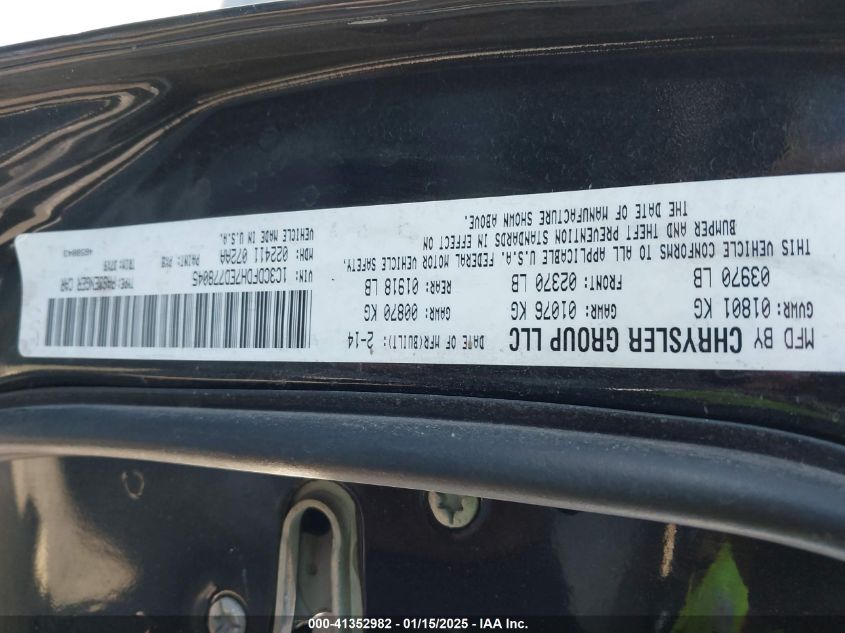 MFD BY CHRYSLER GROUP LLC
DATE OF MFR(BUILT): 2-14
GVWR: 01801 KG
GAWR: 01076 KG
GAWR: 00870 KG
03970 LB
FRONT: 02370 LB
REAR: 01918 LB
THIS VEHICLE CONFORMS TO ALL APPLICABLE U.S.A. FEDERAL MOTOR VEHICLE SAFETY,
BUMPER AND THEFT PREVENTION STANDARDS IN EFFECT ON
THE DATE OF MANUFACTURE SHOWN ABOVE.
VIN: 1C3CDFDH7ED778045
TYPE: PASSENGER CAR
MDH: 022411 072AA
PAINT:
TRIM:
VEHICLE MADE IN U.S.A.
000-41352982 - 01/15/2025 - IAA Inc.